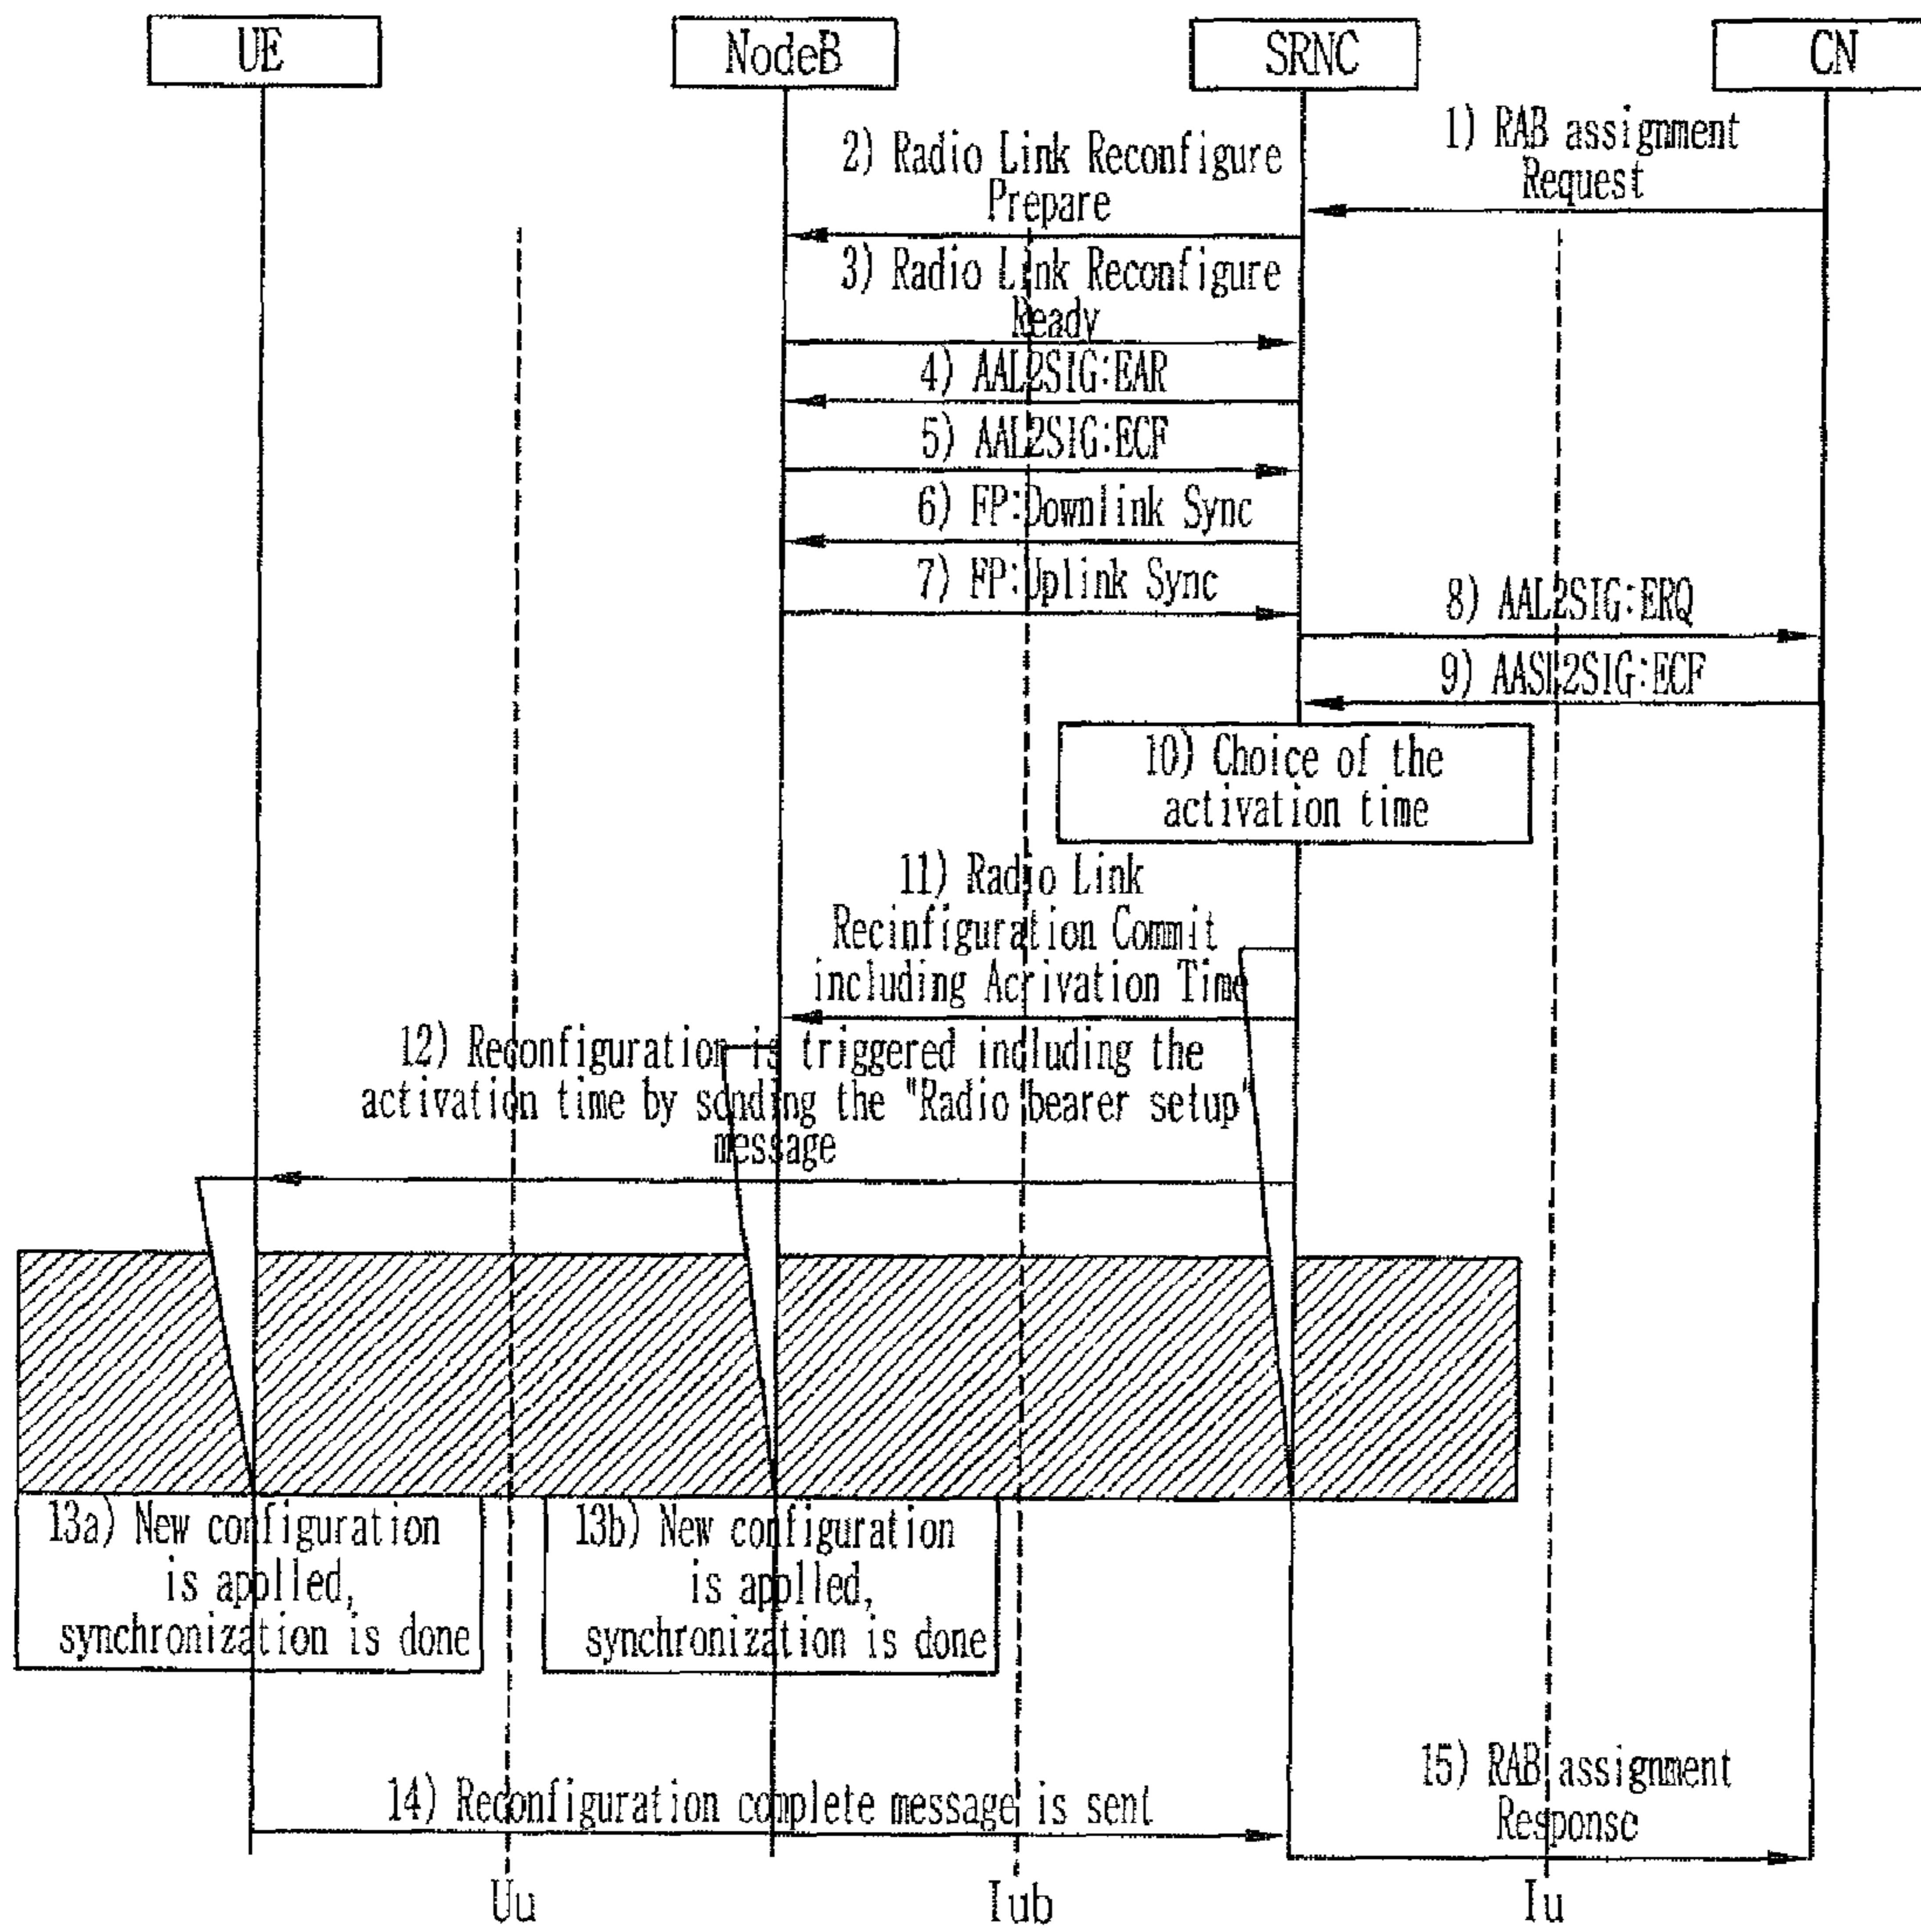 UE
NodeB
SRNC
CN
1) RAB assignment
Request
2) Radio Link Reconfigure
Prepare
3) Radio Link Reconfigure
Ready
4) AAL2SIG:EAR
5) AAL2SIG:ECF
6) FP:Downlink Sync
7) FP:Uplink Sync
8) AAL2SIG:ERQ
9) AASL2SIG:ECF
10) Choice of the
activation time
11) Radio Link
Recinfiguration Commit
including Acrivation Time
12) Reconfiguration is triggered including the
activation time by sending the "Radio bearer setup"
message
13a) New configuration
is applled,
synchronization is done
13b) New configuration
is applled,
synchronization is done
14) Reconfiguration complete message is sent
15) RAB assignment
Response
Uu
Iub
Iu